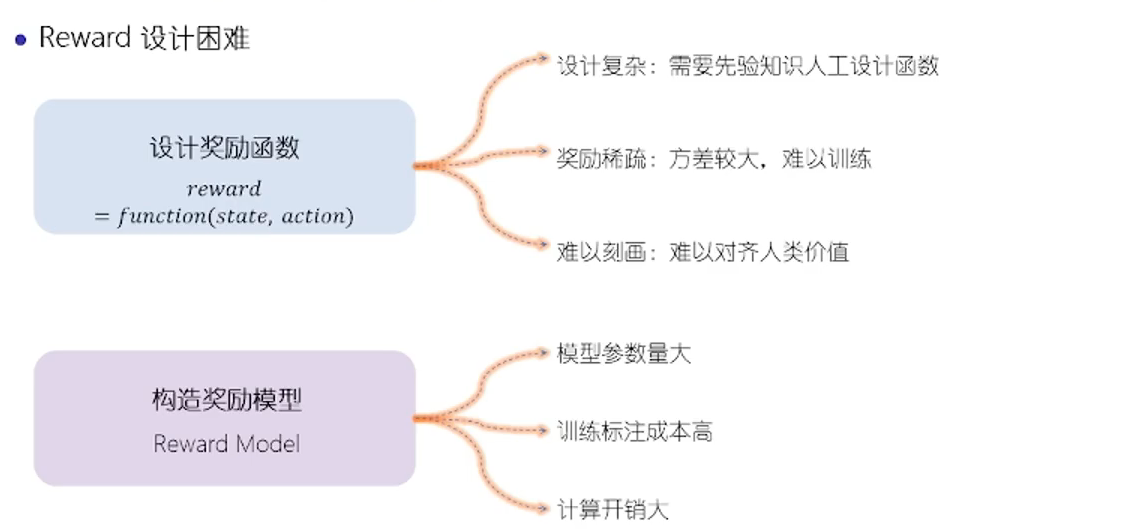 Reward 设计困难
设计奖励函数
reward
= function(state, action)
设计复杂：需要先验知识人工设计函数
奖励稀疏：方差较大，难以训练
难以刻画：难以对齐人类价值
构造奖励模型
Reward Model
模型参数量大
训练标注成本高
计算开销大